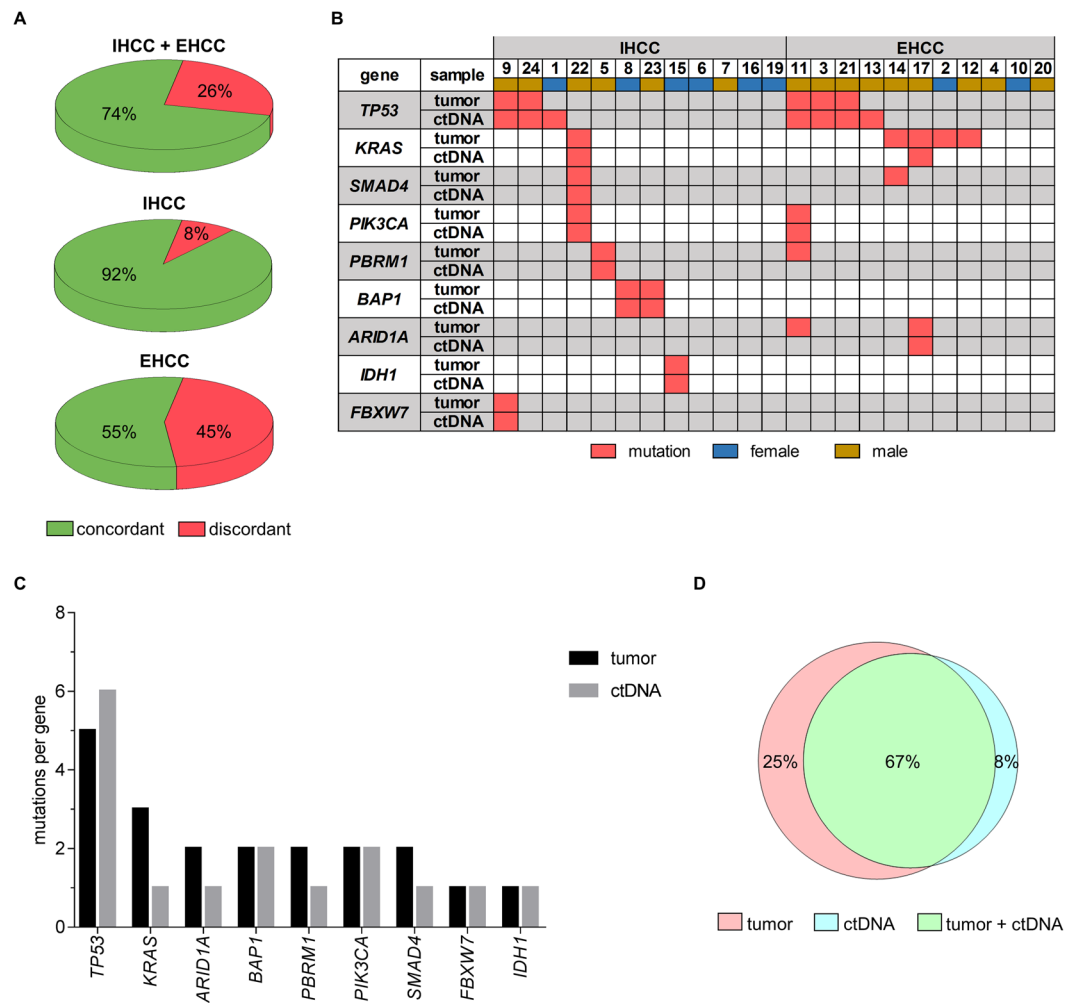 A
IHCC + EHCC
26%
74%
IHCC
8%
92%
EHCC
55%
45%
concordant
discordant
B
IHCC
EHCC
gene
sample
9 24 1 22 5 8 23 15 6 7 16 19 11 3 21 13 14 17 2 12 4 10 20
TP53
tumor
ctDNA
KRAS
tumor
ctDNA
SMAD4
tumor
ctDNA
PIK3CA
tumor
ctDNA
PBRM1
tumor
ctDNA
BAP1
tumor
ctDNA
ARID1A
tumor
ctDNA
IDH1
tumor
ctDNA
FBXW7
tumor
ctDNA
mutation
female
male
C
mutations per gene
8
6
4
2
0
TP53
KRAS
ARID1A
BAP1
PBRM1
PIK3CA
SMAD4
FBXW7
IDH1
tumor
ctDNA
D
25%
67%
8%
tumor
ctDNA
tumor + ctDNA